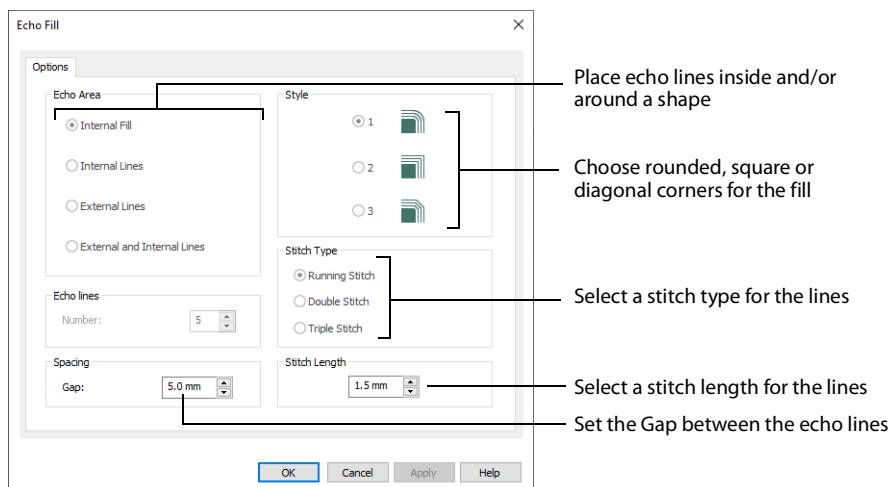 Echo Fill
Options
Echo Area
Internal Fill
Internal Lines
External Lines
External and Internal Lines
Echo lines
Number: 5
Spacing
Gap: 5.0 mm
Style
1
2
3
Stitch Type
Running Stitch
Double Stitch
Triple Stitch
Stitch Length
1.5 mm
OK Cancel Apply Help
Place echo lines inside and/or
around a shape
Choose rounded, square or
diagonal corners for the fill
Select a stitch type for the lines
Select a stitch length for the lines
Set the Gap between the echo lines